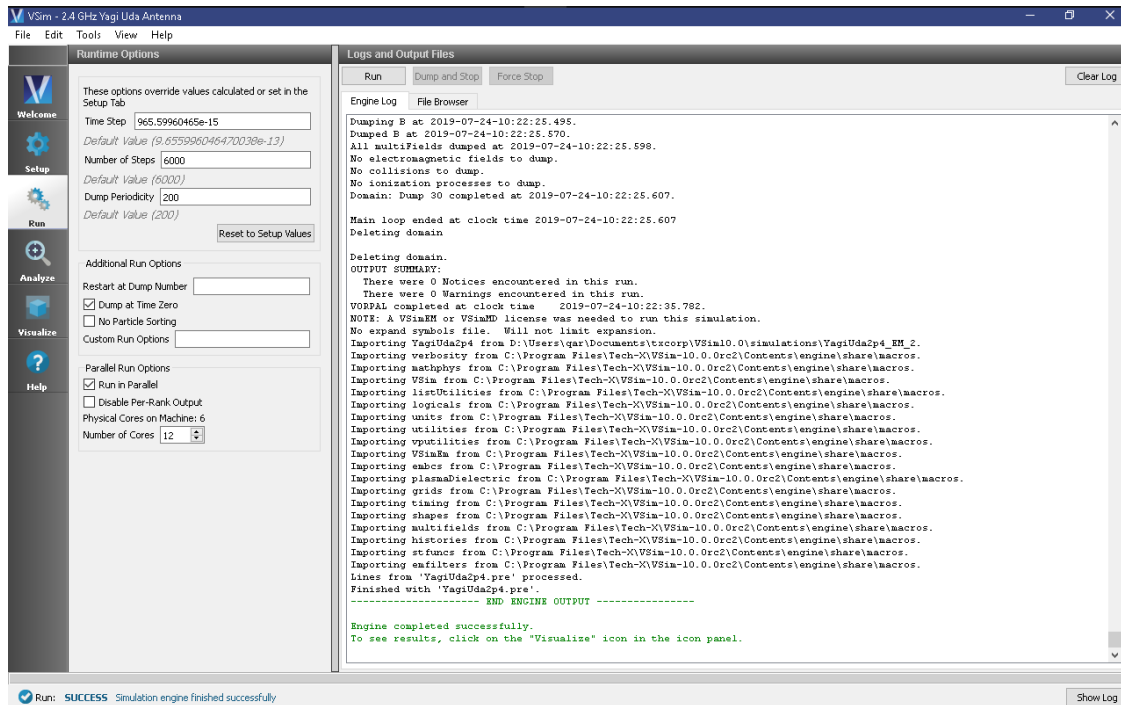 VSim - 2.4 GHz Yagi Uda Antenna
File Edit Tools View Help
Welcome
Setup
Run
Analyze
Visualize
Help
Runtime Options
These options override values calculated or set in the
Setup Tab
Time Step 965.59960465e-15
Default Value (9.655996046470038e-13)
Number of Steps 6000
Default Value (6000)
Dump Periodicity 200
Default Value (200)
Reset to Setup Values
Additional Run Options
Restart at Dump Number
Dump at Time Zero
No Particle Sorting
Custom Run Options
Parallel Run Options
Run in Parallel
Disable Per-Rank Output
Physical Cores on Machine: 6
Number of Cores 12
Logs and Output Files
Run Dump and Stop Force Stop Clear Log
Engine Log File Browser
Dumping B at 2019-07-24-10:22:25.495.
Dumped B at 2019-07-24-10:22:25.570.
All multiFields dumped at 2019-07-24-10:22:25.598.
No electromagnetic fields to dump.
No collisions to dump.
No ionization processes to dump.
Domain: Dump 30 completed at 2019-07-24-10:22:25.607.
Main loop ended at clock time 2019-07-24-10:22:25.607
Deleting domain
Deleting domain.
OUTPUT SUMMARY:
There were 0 Notices encountered in this run.
There were 0 Warnings encountered in this run.
VORPAL completed at clock time 2019-07-24-10:22:35.782.
NOTE: A VSimEM or VSimMD license was needed to run this simulation.
No expand symbols file. Will not limit expansion.
Importing YagiUda2p4 from D:\Users\qar\Documents\txcorp\VSim10.0\simulations\YagiUda2p4_EM_2.
Importing verbosity from C:\Program Files\Tech-X\VSim-10.0.0rc2\Contents\engine\share\macros.
Importing mathphys from C:\Program Files\Tech-X\VSim-10.0.0rc2\Contents\engine\share\macros.
Importing VSim from C:\Program Files\Tech-X\VSim-10.0.0rc2\Contents\engine\share\macros.
Importing listUtilities from C:\Program Files\Tech-X\VSim-10.0.0rc2\Contents\engine\share\macros.
Importing logicals from C:\Program Files\Tech-X\VSim-10.0.0rc2\Contents\engine\share\macros.
Importing units from C:\Program Files\Tech-X\VSim-10.0.0rc2\Contents\engine\share\macros.
Importing utilities from C:\Program Files\Tech-X\VSim-10.0.0rc2\Contents\engine\share\macros.
Importing vputilities from C:\Program Files\Tech-X\VSim-10.0.0rc2\Contents\engine\share\macros.
Importing VSimEm from C:\Program Files\Tech-X\VSim-10.0.0rc2\Contents\engine\share\macros.
Importing embcs from C:\Program Files\Tech-X\VSim-10.0.0rc2\Contents\engine\share\macros.
Importing plasmaDielectric from C:\Program Files\Tech-X\VSim-10.0.0rc2\Contents\engine\share\macros.
Importing grids from C:\Program Files\Tech-X\VSim-10.0.0rc2\Contents\engine\share\macros.
Importing timing from C:\Program Files\Tech-X\VSim-10.0.0rc2\Contents\engine\share\macros.
Importing shapes from C:\Program Files\Tech-X\VSim-10.0.0rc2\Contents\engine\share\macros.
Importing multifields from C:\Program Files\Tech-X\VSim-10.0.0rc2\Contents\engine\share\macros.
Importing histories from C:\Program Files\Tech-X\VSim-10.0.0rc2\Contents\engine\share\macros.
Importing stfuncs from C:\Program Files\Tech-X\VSim-10.0.0rc2\Contents\engine\share\macros.
Importing emfilters from C:\Program Files\Tech-X\VSim-10.0.0rc2\Contents\engine\share\macros.
Lines from 'YagiUda2p4.pre' processed.
Finished with 'YagiUda2p4.pre'.
--------------------- END ENGINE OUTPUT ----------------
Engine completed successfully.
To see results, click on the "Visualize" icon in the icon panel.
Run: SUCCESS Simulation engine finished successfully
Show Log